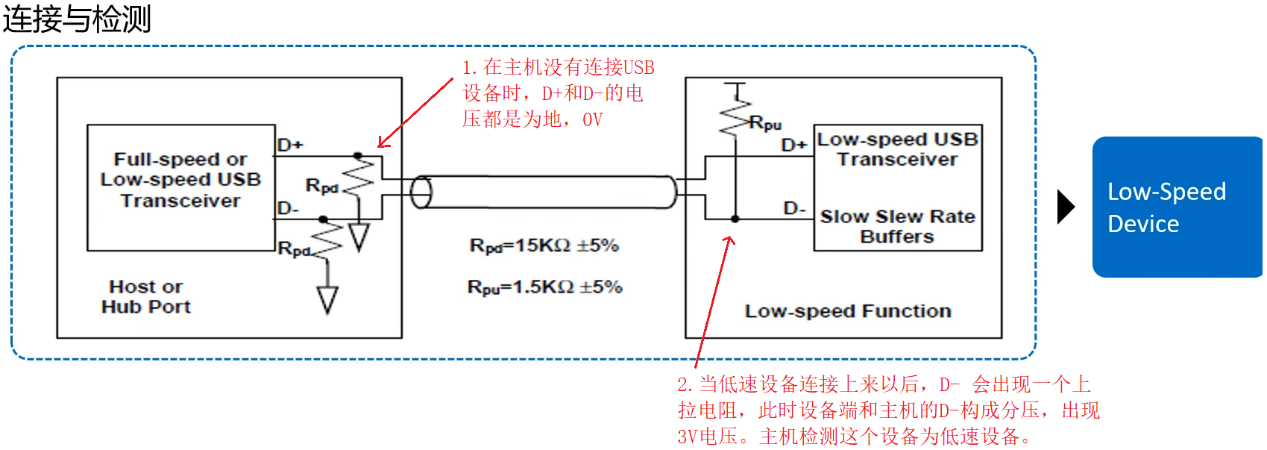 连接与检测
1.在主机没有连接USB
设备时，D+和D-的电
压都是为地，0V
D+
Full-speed or
Low-speed USB
Transceiver
Rpd
D-
Rpd
Host or
Hub Port
Rpd=15KΩ ±5%
Rpu=1.5KΩ ±5%
Rpu
D+
Low-speed USB
Transceiver
D-
Slow Slew Rate
Buffers
Low-speed Function
Low-Speed
Device
2.当低速设备连接上来以后，D- 会出现一个上
拉电阻，此时设备端和主机的D-构成分压，出现
3V电压。主机检测这个设备为低速设备。